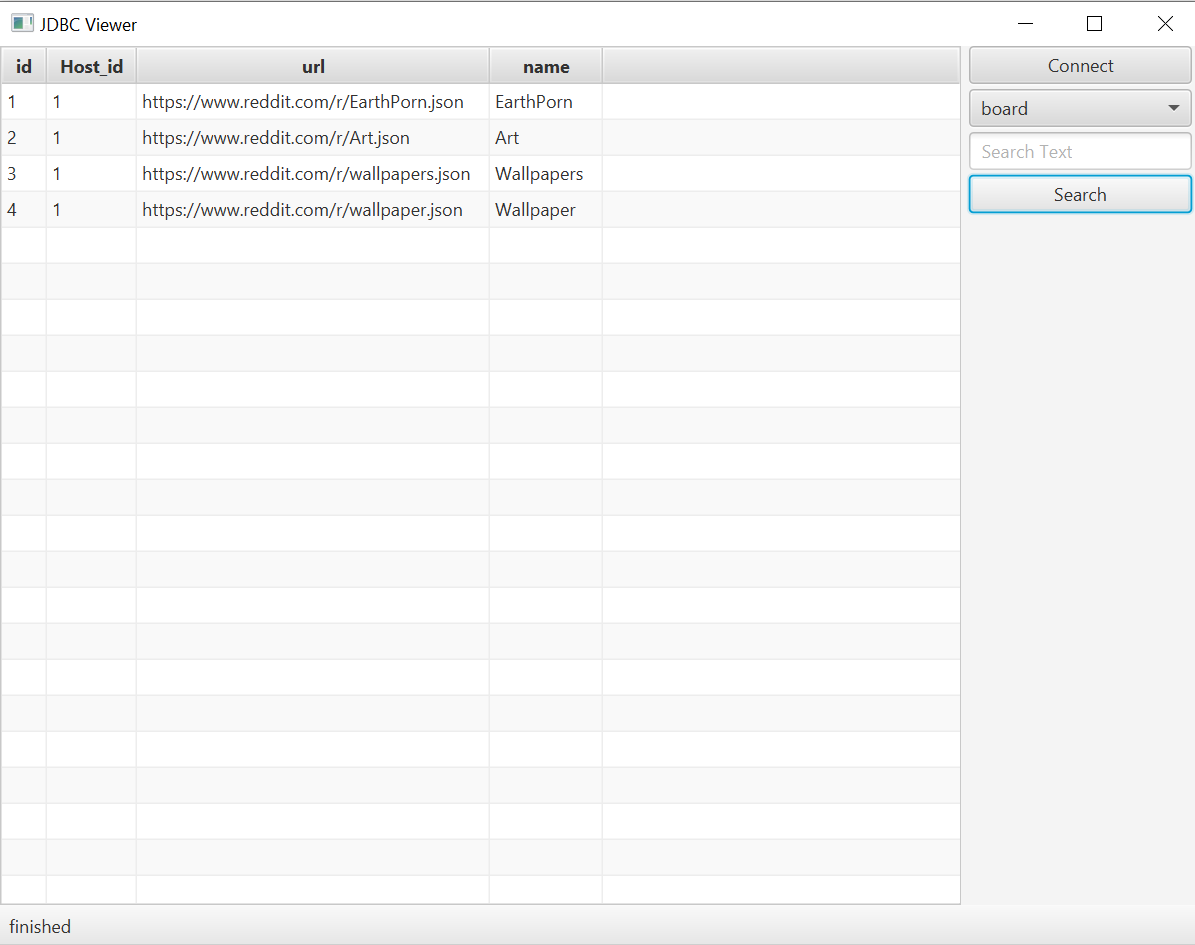 JDBC Viewer
id Host_id url name
1 1 https://www.reddit.com/r/EarthPorn.json EarthPorn
2 1 https://www.reddit.com/r/Art.json Art
3 1 https://www.reddit.com/r/wallpapers.json Wallpapers
4 1 https://www.reddit.com/r/wallpaper.json Wallpaper
Connect
board
Search Text
Search
finished